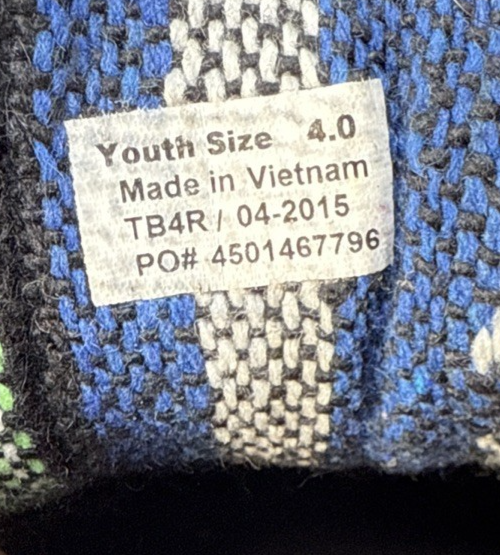 Youth Size 4.0
Made in Vietnam
TB4R / 04-2015
PO# 4501467796